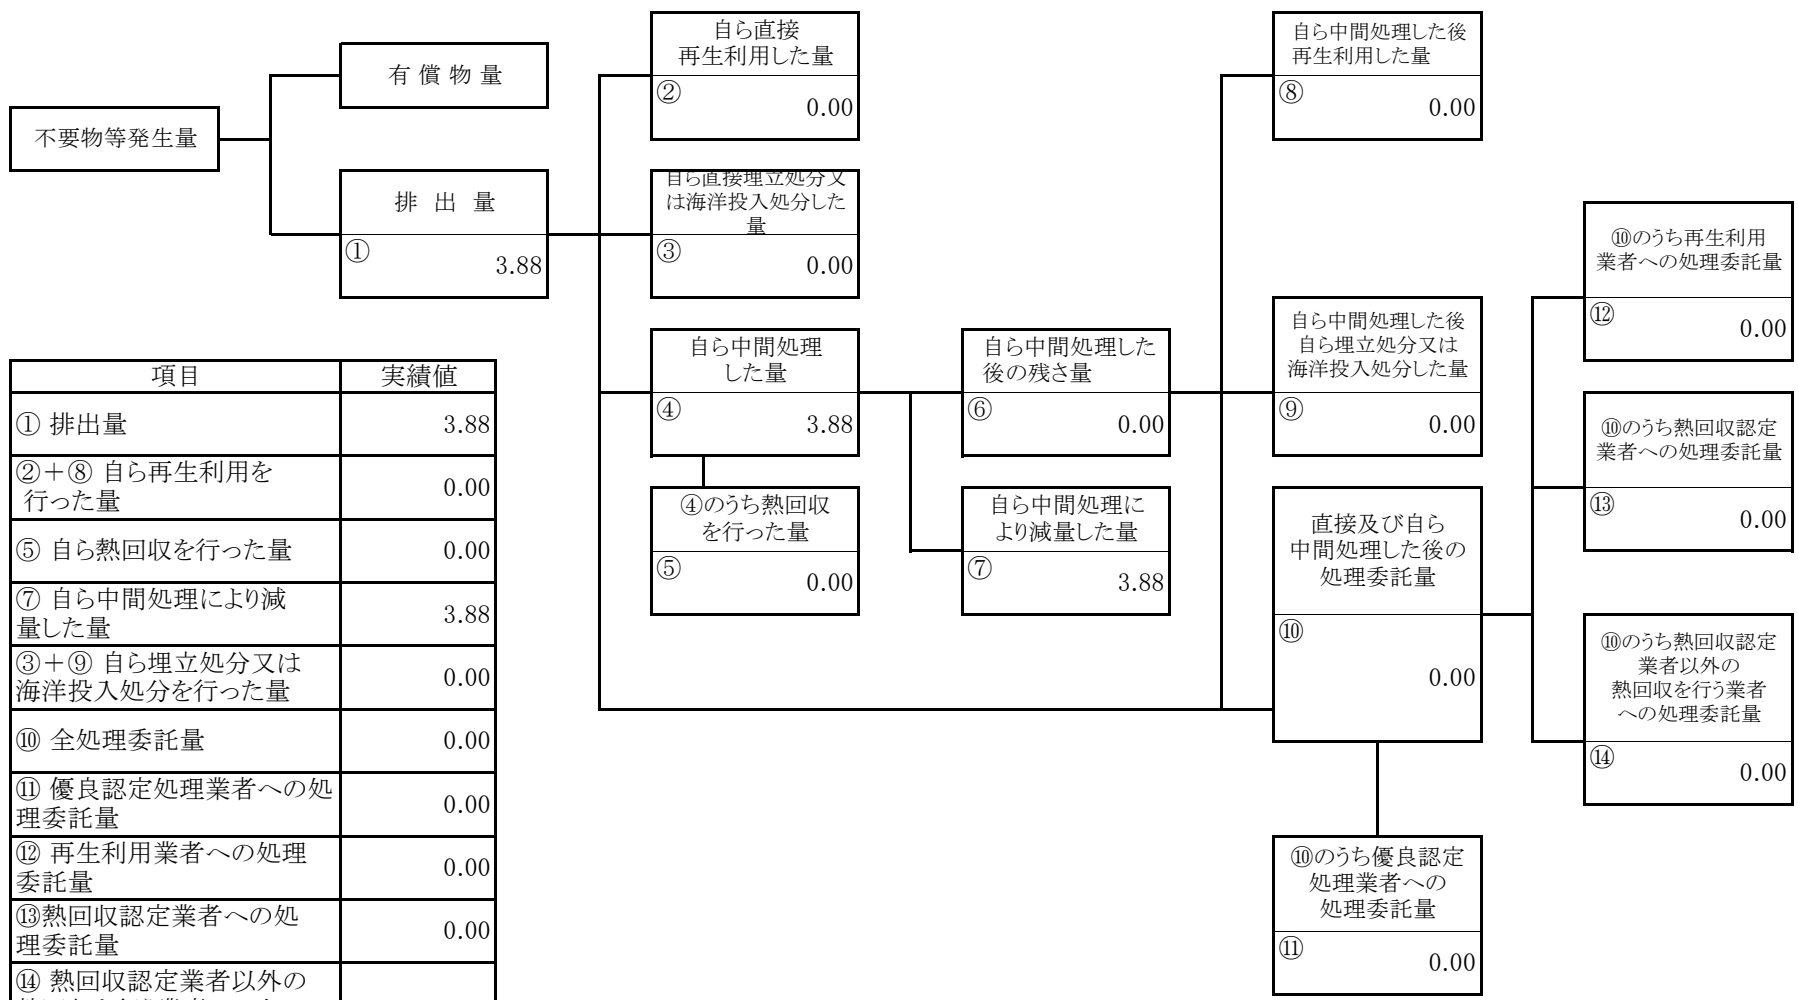 不要物等発生量
有 償 物 量
排 出 量
①
3.88
自ら直接
再生利用した量
②
0.00
自ら直接埋立処分又
は海洋投入処分した
量
③
0.00
自ら中間処理
した量
④
3.88
④のうち熱回収
を行った量
⑤
0.00
自ら中間処理した
後の残さ量
⑥
0.00
自ら中間処理に
より減量した量
⑦
3.88
自ら中間処理した後
再生利用した量
⑧
0.00
自ら中間処理した後
自ら埋立処分又は
海洋投入処分した量
⑨
0.00
直接及び自ら
中間処理した後の
処理委託量
⑩
0.00
⑩のうち優良認定
処理業者への
処理委託量
⑪
0.00
⑩のうち再生利用
業者への処理委託量
⑫
0.00
⑩のうち熱回収認定
業者への処理委託量
⑬
0.00
⑩のうち熱回収認定
業者以外の
熱回収を行う業者
への処理委託量
⑭
0.00
項目 実績値
① 排出量 3.88
②＋⑧ 自ら再生利用を
行った量 0.00
⑤ 自ら熱回収を行った量 0.00
⑦ 自ら中間処理により減
量した量 3.88
③＋⑨ 自ら埋立処分又は
海洋投入処分を行った量 0.00
⑩ 全処理委託量 0.00
⑪ 優良認定処理業者への処
理委託量 0.00
⑫ 再生利用業者への処理
委託量 0.00
⑬熱回収認定業者への処
理委託量 0.00
⑭ 熱回収認定業者以外の